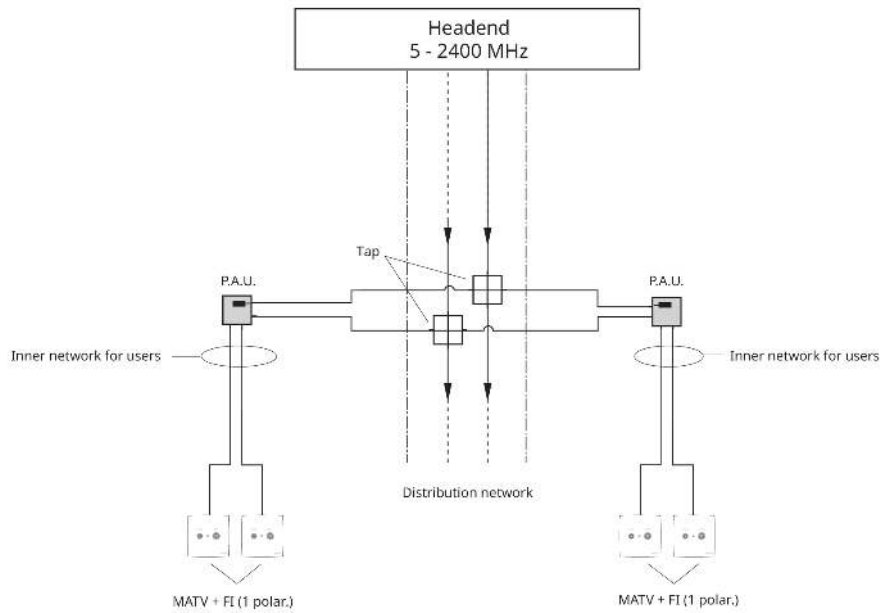 Headend
5 - 2400 MHz
Tap
P.A.U.
P.A.U.
Inner network for users
Inner network for users
Distribution network
MATV + FI (1 polar.)
MATV + FI (1 polar.)